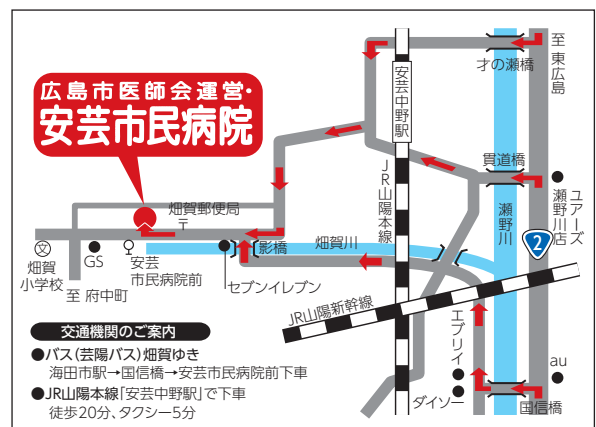 広島市医師会運営・
安芸市民病院
至 東広島
才の瀬橋
安芸中野駅
貫道橋
JR山陽本線
瀬野川
ユアーズ
瀬野川店
2
畑賀郵便局
〒
影橋
畑賀川
文
畑賀
小学校
GS
安芸
市民病院前
セブンイレブン
至 府中町
JR山陽新幹線
エブリイ
ダイソー
au
国信橋
交通機関のご案内
●バス(芸陽バス)畑賀ゆき
海田市駅→国信橋→安芸市民病院前下車
●JR山陽本線「安芸中野駅」で下車
徒歩20分、タクシー5分